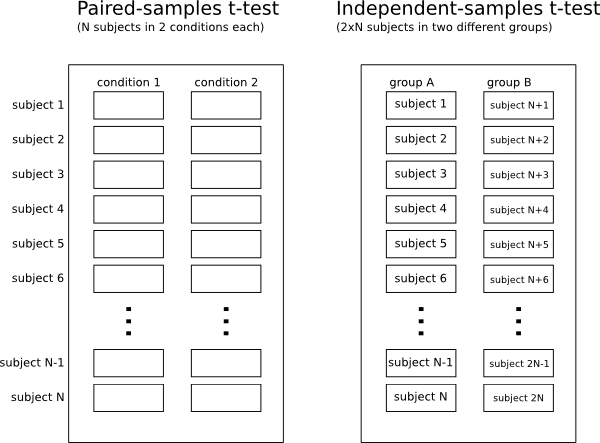 Paired-samples t-test
(N subjects in 2 conditions each)
condition 1 condition 2
subject 1
subject 2
subject 3
subject 4
subject 5
subject 6
subject N-1
subject N
Independent-samples t-test
(2xN subjects in two different groups)
group A group B
subject 1 subject N+1
subject 2 subject N+2
subject 3 subject N+3
subject 4 subject N+4
subject 5 subject N+5
subject 6 subject N+6
subject N-1 subject 2N-1
subject N subject 2N